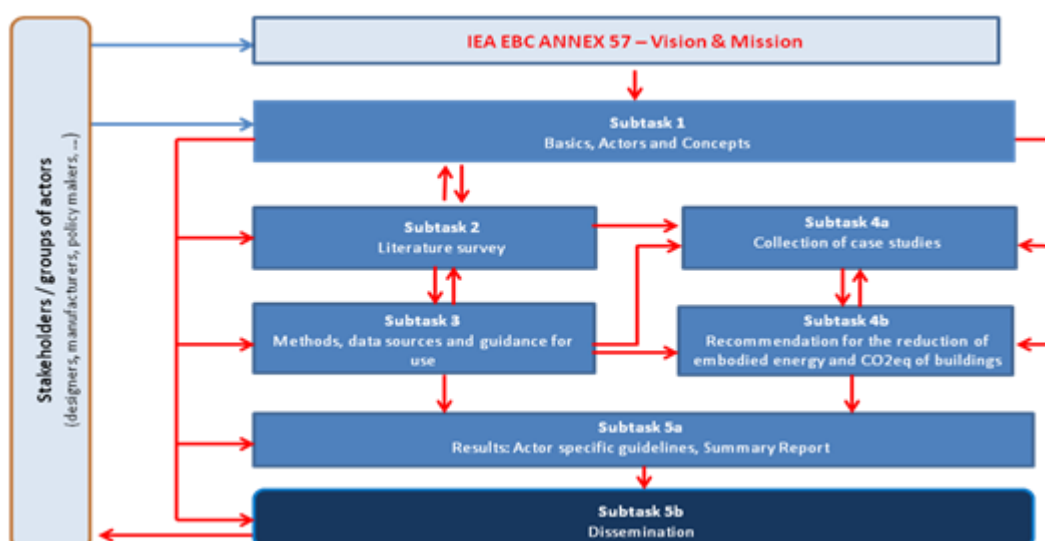 Stakeholders / groups of actors
(designers, manufacturers, policy makers, ...)
IEA EBC ANNEX 57 – Vision & Mission
Subtask 1
Basics, Actors and Concepts
Subtask 2
Literature survey
Subtask 4a
Collection of case studies
Subtask 3
Methods, data sources and guidance for
use
Subtask 4b
Recommendation for the reduction of
embodied energy and CO2eq of buildings
Subtask 5a
Results: Actor specific guidelines, Summary Report
Subtask 5b
Dissemination